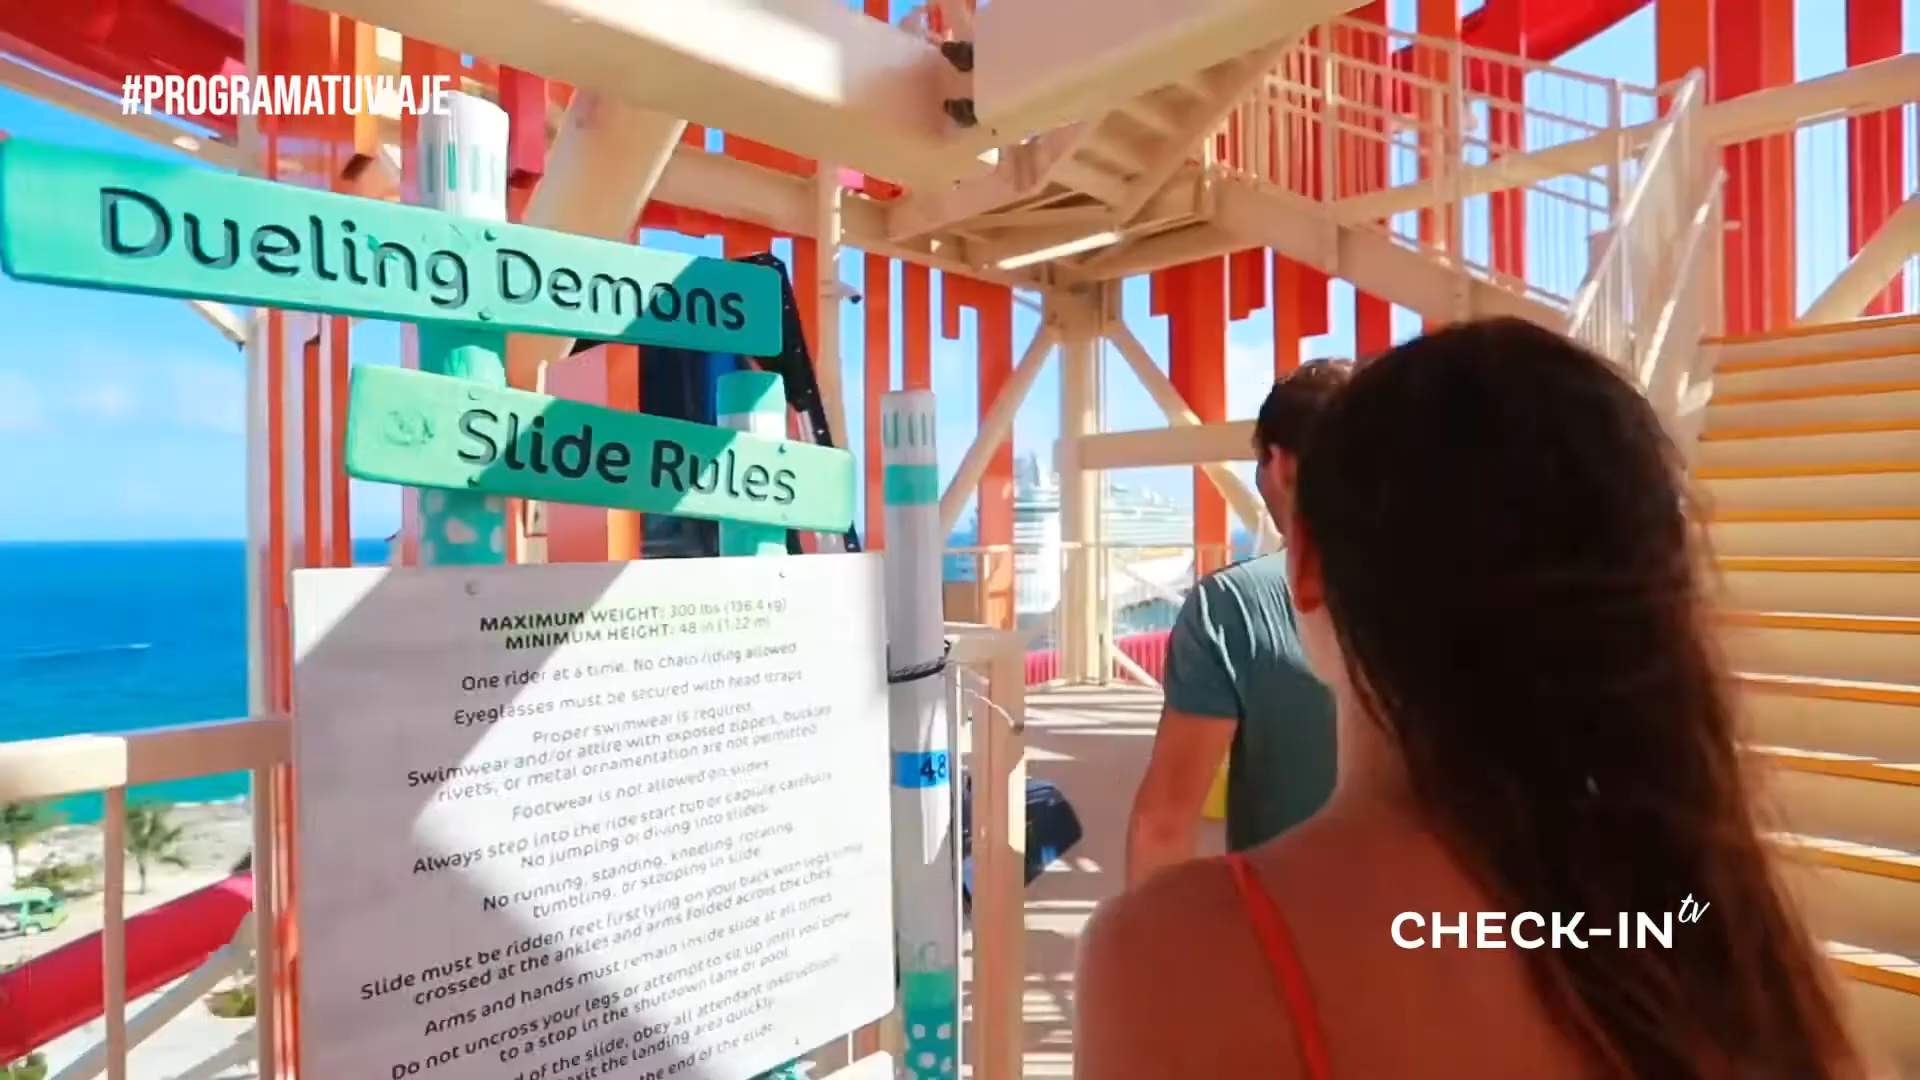 #PROGRAMATUVIAJE
Dueling Demons
Slide Rules
MAXIMUM WEIGHT: 300 lbs (136.4 kg)
MINIMUM HEIGHT: 48 in (1.22 m)
One rider at a time. No chain riding allowed
Eyeglasses must be secured with head straps
Proper swimwear is required.
Swimwear and/or attire with exposed zippers, buckles
rivets, or metal ornamentation are not permitted
Footwear is not allowed on slides
Always step into the ride start tub or capsule carefully
No jumping or diving into slides.
No running, standing, kneeling, rotating,
tumbling, or stopping in slide
Slide must be ridden feet first lying on your back with legs
crossed at the ankles and arms folded across the
Arms and hands must remain inside slide at all times
Do not uncross your legs or attempt to sit up until you come
to a stop in the shutdown lane or pool
of the slide, obey all attendant instructions
the landing area quickly.
the end of the slide.
48
CHECK-IN tv